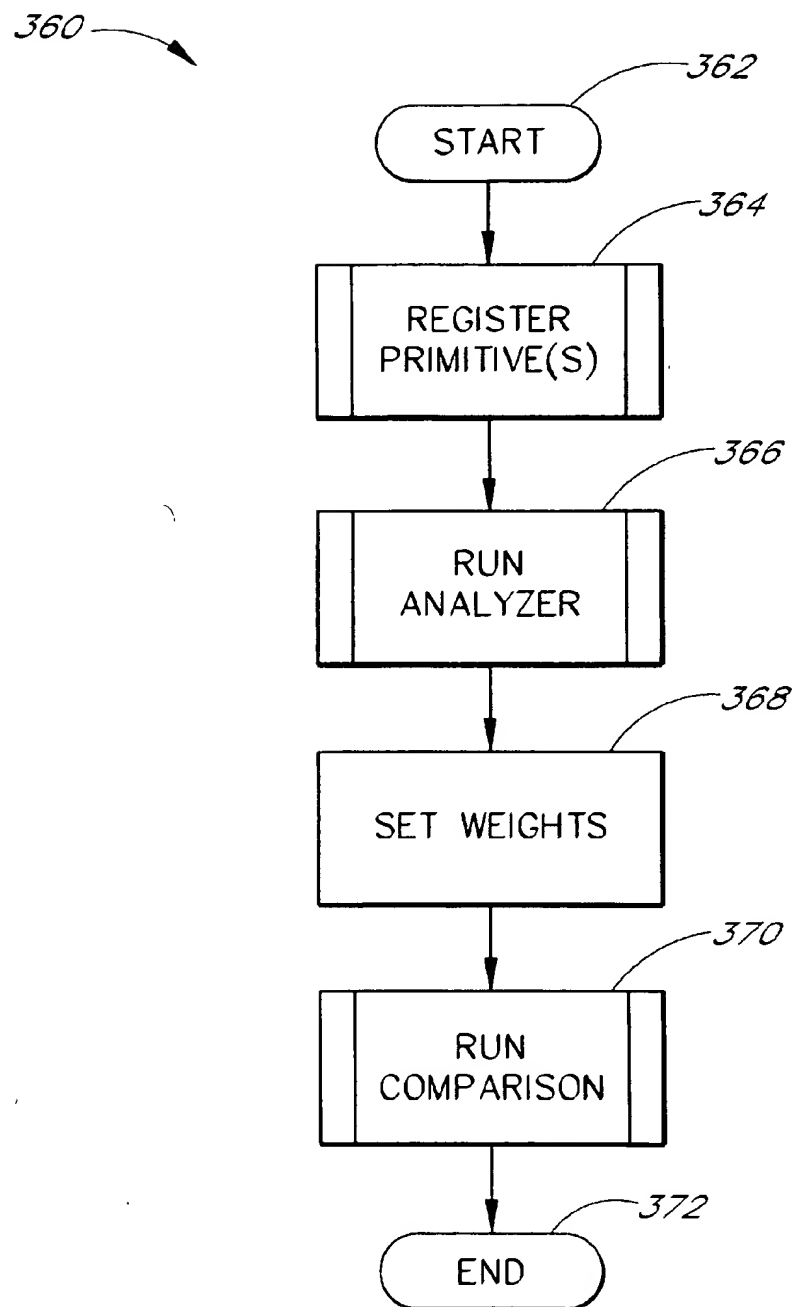 360
362
START
364
REGISTER
PRIMITIVE(S)
366
RUN
ANALYZER
368
SET WEIGHTS
370
RUN
COMPARISON
372
END